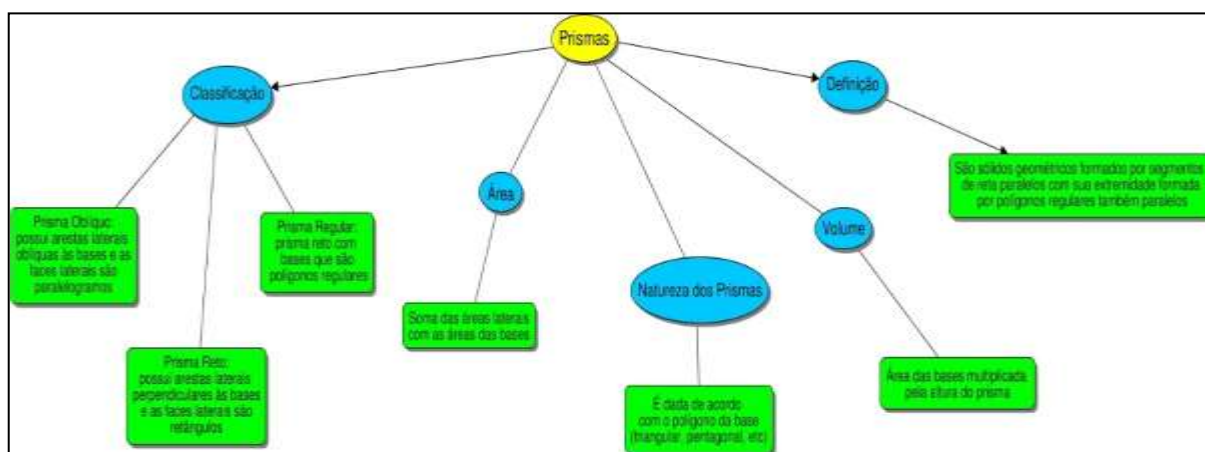 Prismas
Classificação
Definição
São sólidos geométricos formados por segmentos
de reta paralelos com sua extremidade formada
por polígonos regulares também paralelos
Área
Prisma Oblíquo:
possui arestas laterais
oblíquas às bases e as
faces laterais são
paralelogramos
Prisma Regular:
prisma reto com
bases que são
polígonos regulares
Volume
Natureza dos Prismas
Soma das áreas laterais
com as áreas das bases
Prisma Reto:
possui arestas laterais
perpendiculares às bases
e as faces laterais são
retângulos
Área das bases multiplicada
pela altura do prisma
É dada de acordo
com o polígono da base
(triangular, pentagonal, etc)